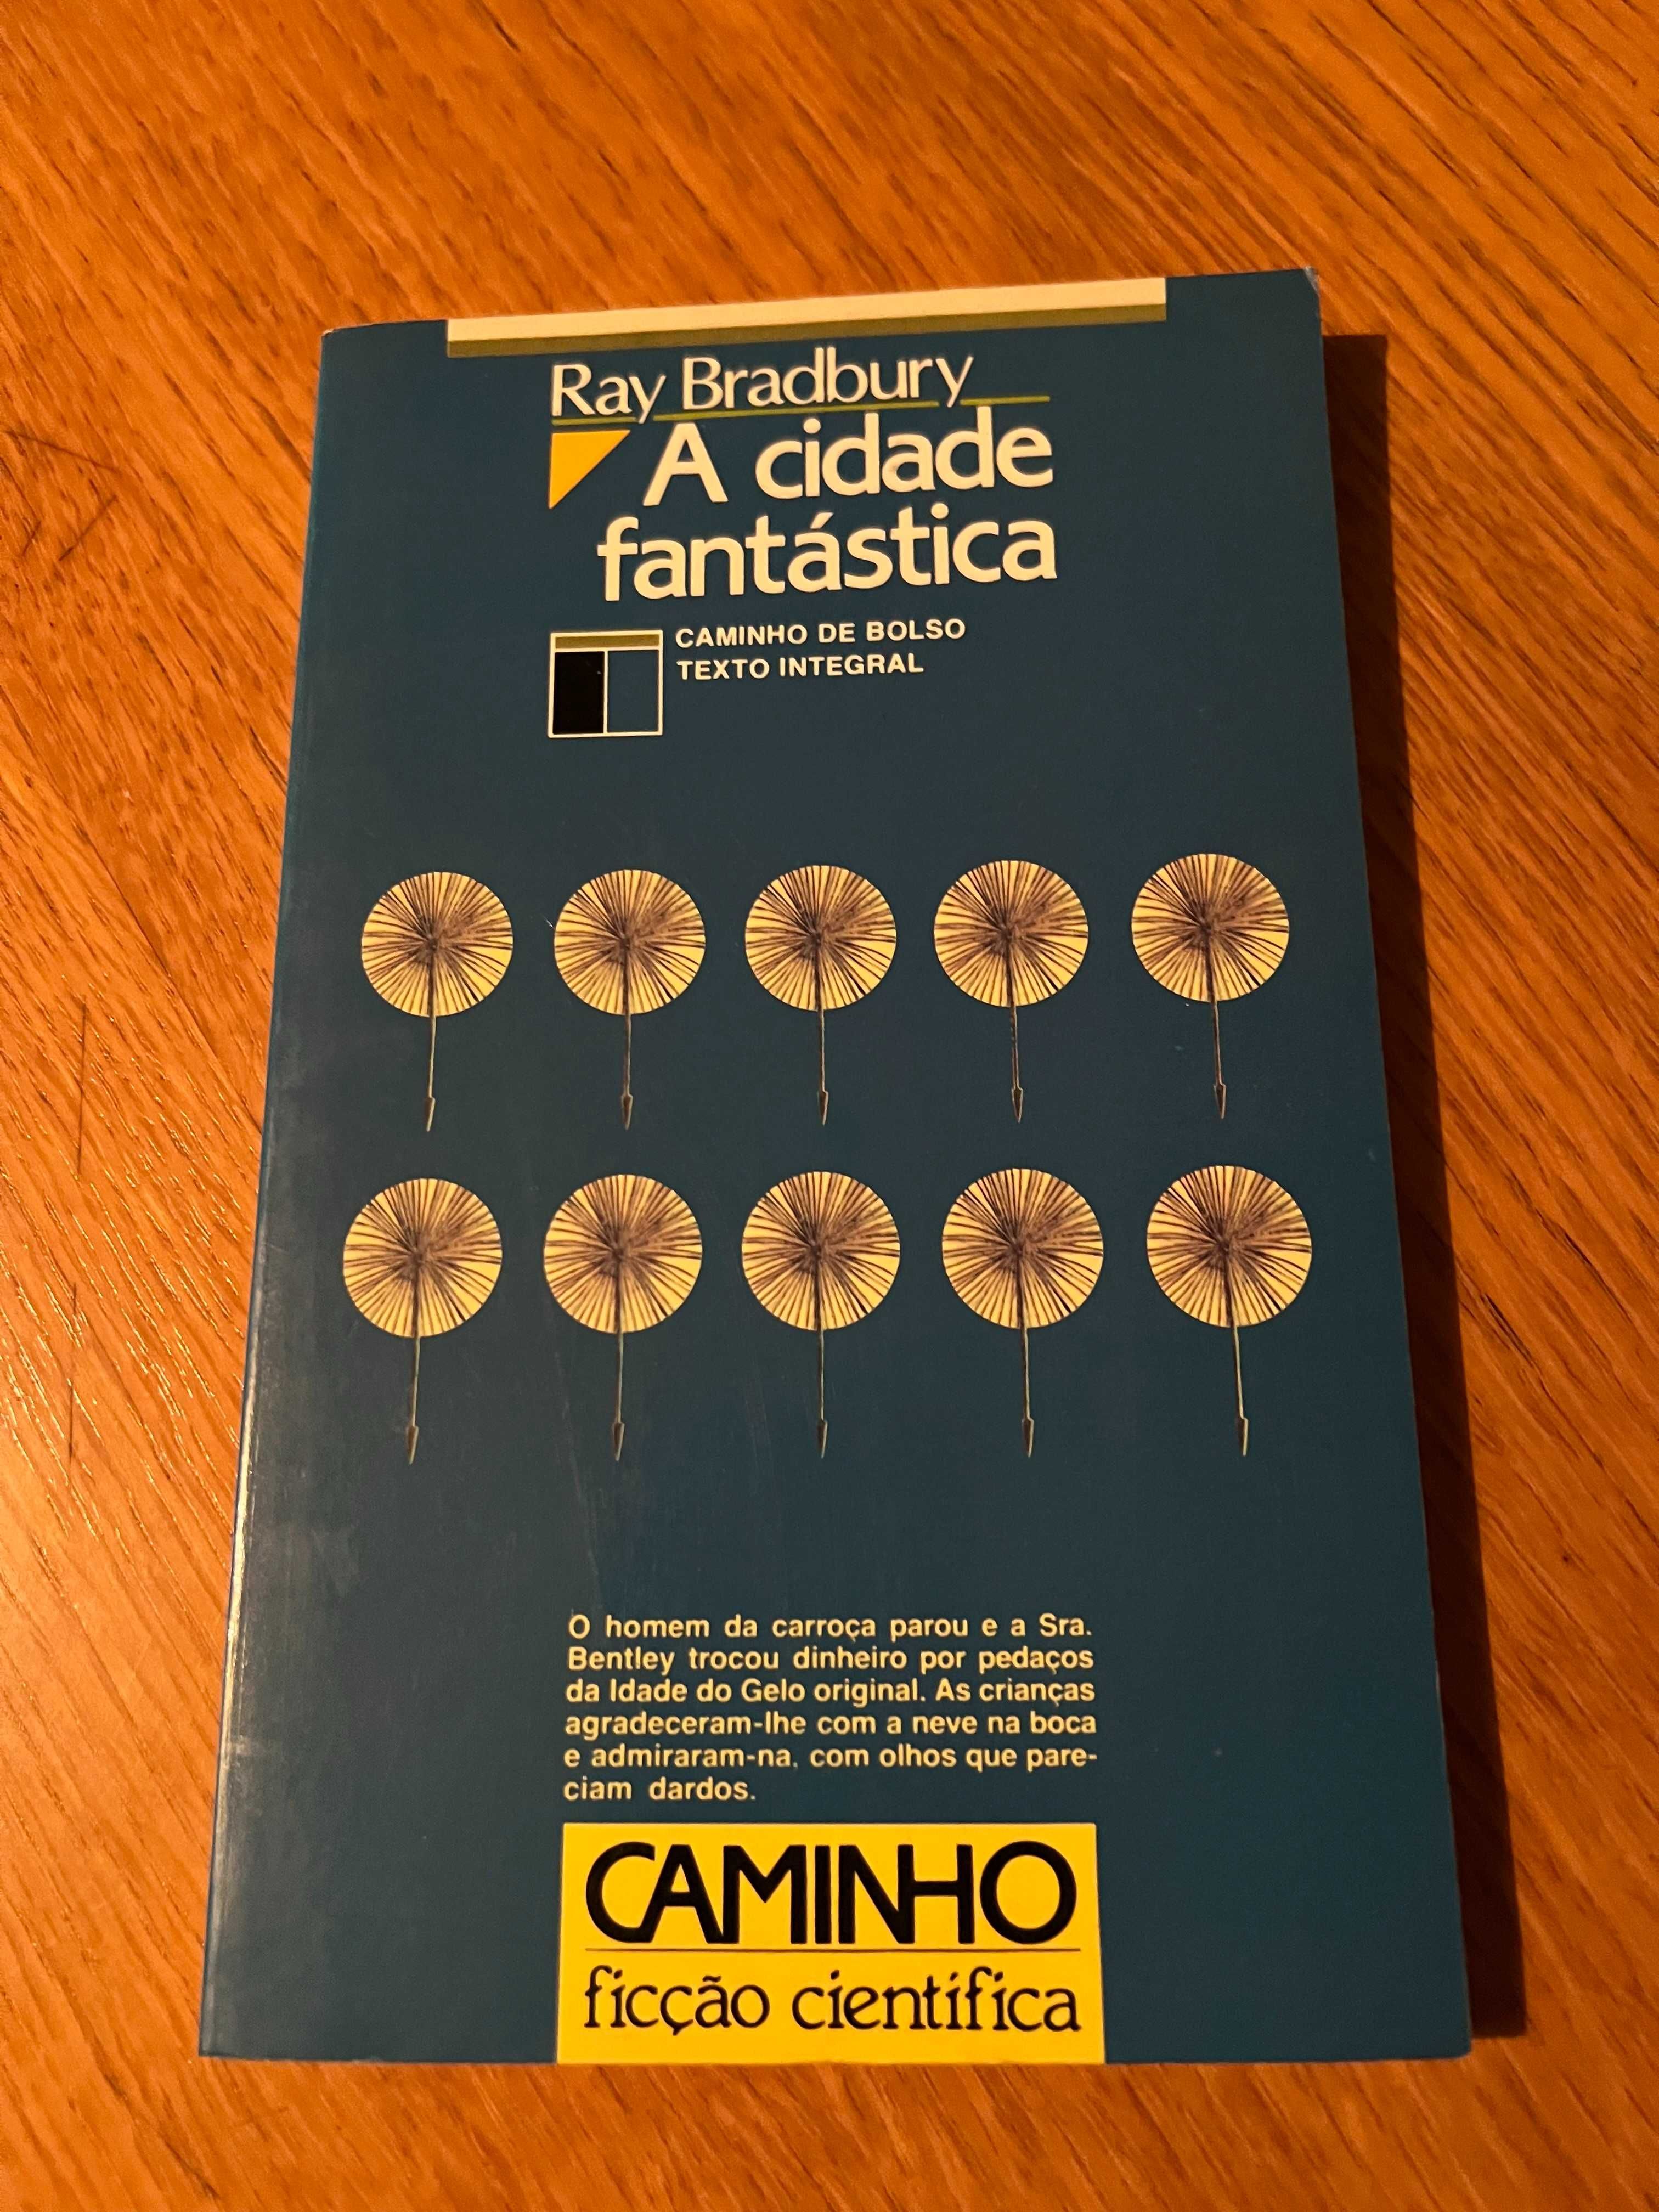 Ray Bradbury
A cidade
fantástica
CAMINHO DE BOLSO
TEXTO INTEGRAL
O homem da carroça parou e a Sra.
Bentley trocou dinheiro por pedaços
da Idade do Gelo original. As crianças
agradeceram-lhe com a neve na boca
e admiraram-na, com olhos que pare-
ciam dardos.
CAMINHO
ficção científica